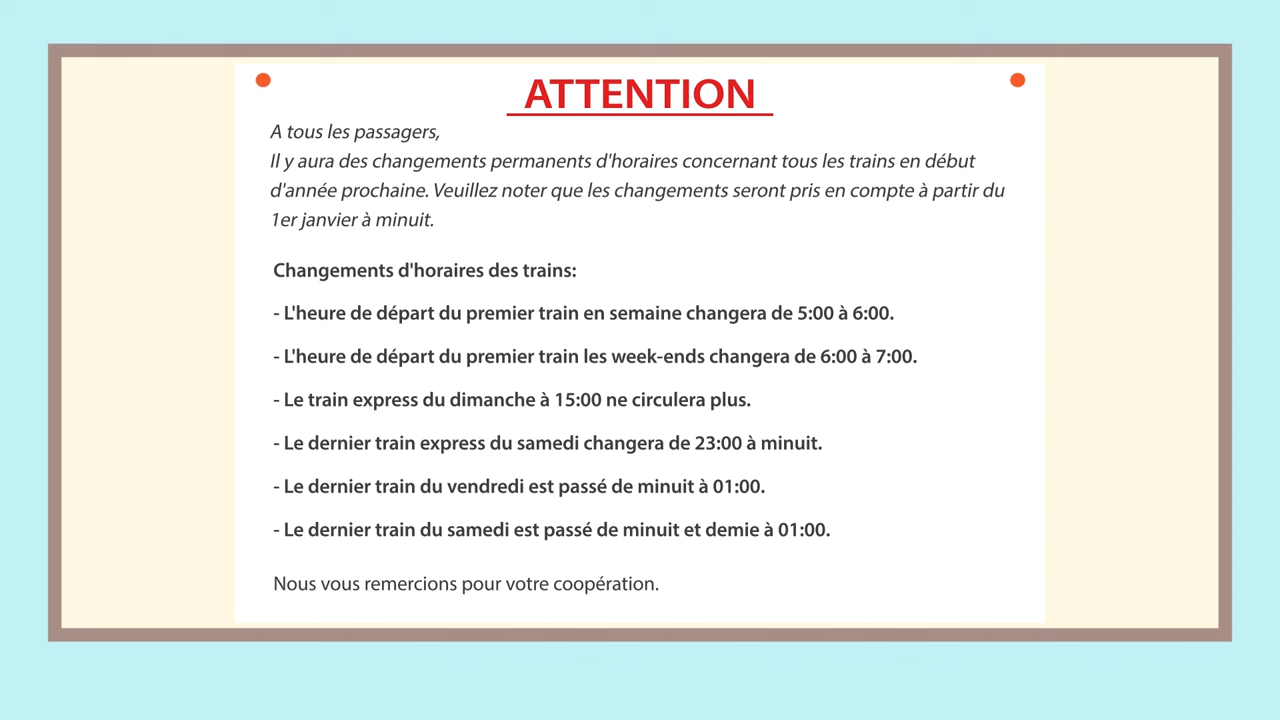 ATTENTION
A tous les passagers,
Il y aura des changements permanents d'horaires concernant tous les trains en début
d'année prochaine. Veuillez noter que les changements seront pris en compte à partir du
1er janvier à minuit.
Changements d'horaires des trains:
- L'heure de départ du premier train en semaine changera de 5:00 à 6:00.
- L'heure de départ du premier train les week-ends changera de 6:00 à 7:00.
- Le train express du dimanche à 15:00 ne circulera plus.
- Le dernier train express du samedi changera de 23:00 à minuit.
- Le dernier train du vendredi est passé de minuit à 01:00.
- Le dernier train du samedi est passé de minuit et demie à 01:00.
Nous vous remercions pour votre coopération.